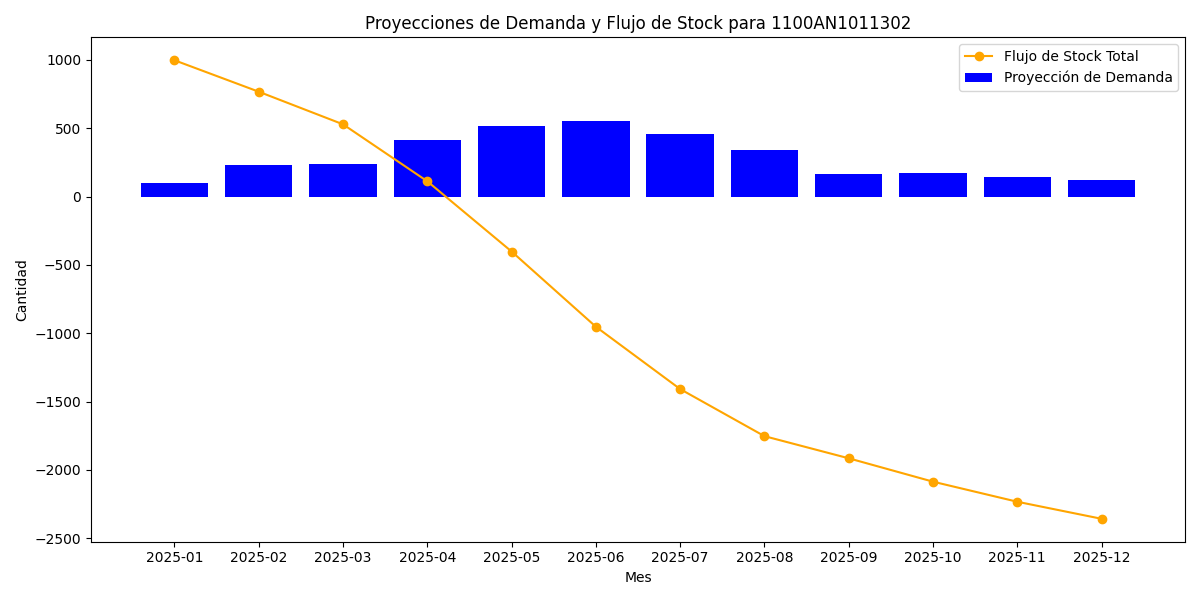 Proyecciones de Demanda y Flujo de Stock para 1100AN1011302
Flujo de Stock Total
Proyección de Demanda
Cantidad
1000
500
0
−500
−1000
−1500
−2000
−2500
2025-01 2025-02 2025-03 2025-04 2025-05 2025-06 2025-07 2025-08 2025-09 2025-10 2025-11 2025-12
Mes